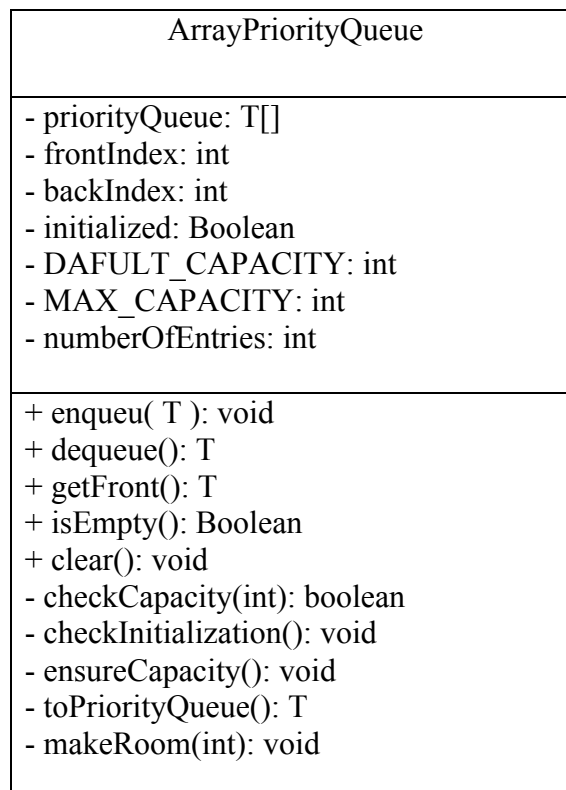 ArrayPriorityQueue
- priorityQueue: T[]
- frontIndex: int
- backIndex: int
- initialized: Boolean
- DAFULT_CAPACITY: int
- MAX_CAPACITY: int
- numberOfEntries: int
+ enqueu( T ): void
+ dequeue(): T
+ getFront(): T
+ isEmpty(): Boolean
+ clear(): void
- checkCapacity(int): boolean
- checkInitialization(): void
- ensureCapacity(): void
- toPriorityQueue(): T
- makeRoom(int): void